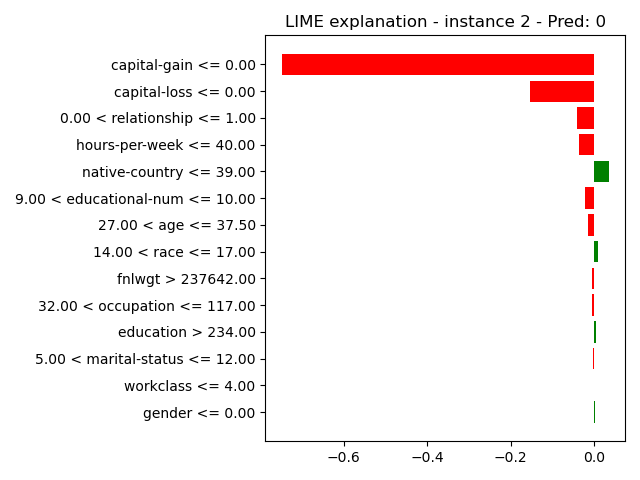 LIME explanation - instance 2 - Pred: 0
capital-gain <= 0.00
capital-loss <= 0.00
0.00 < relationship <= 1.00
hours-per-week <= 40.00
native-country <= 39.00
9.00 < educational-num <= 10.00
27.00 < age <= 37.50
14.00 < race <= 17.00
fnlwgt > 237642.00
32.00 < occupation <= 117.00
education > 234.00
5.00 < marital-status <= 12.00
workclass <= 4.00
gender <= 0.00
−0.6 −0.4 −0.2 0.0